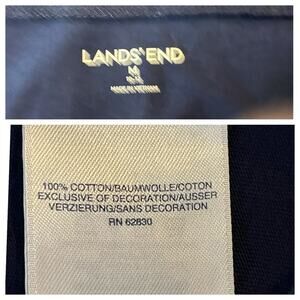 LANDS' END
M
MADE IN VIETNAM
100% COTTON/BAUMWOLLE/COTON
EXCLUSIVE OF DECORATION/AUSSER
VERZIERUNG/SANS DECORATION
RN 62830